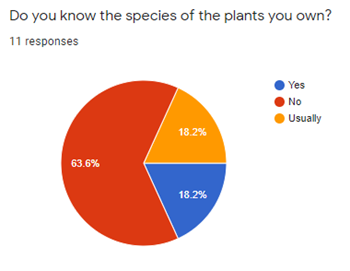 Do you know the species of the plants you own?
11 responses
Yes
No
Usually
18.2%
63.6%
18.2%